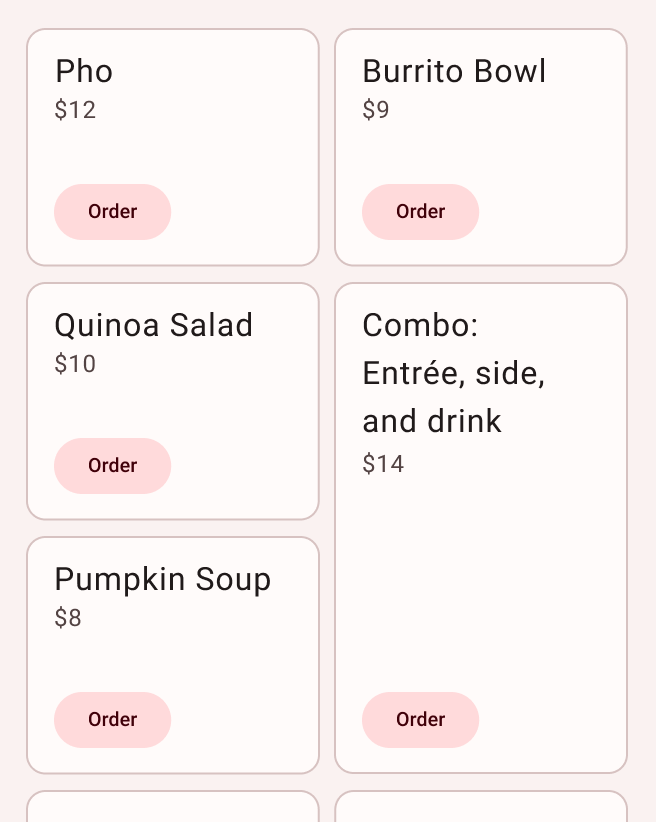 Pho
$12
Order
Burrito Bowl
$9
Order
Quinoa Salad
$10
Order
Combo:
Entrée, side,
and drink
$14
Order
Pumpkin Soup
$8
Order